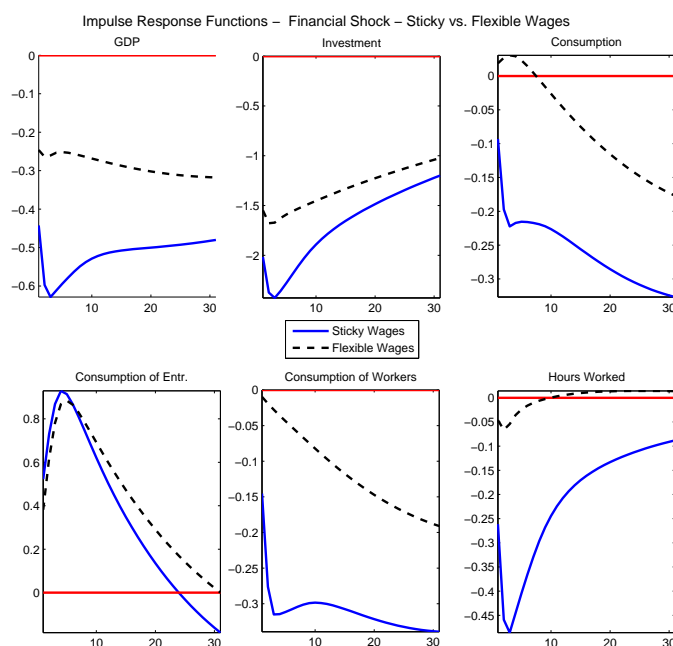 Impulse Response Functions – Financial Shock – Sticky vs. Flexible Wages
GDP
0
−0.1
−0.2
−0.3
−0.4
−0.5
−0.6
10 20 30
Investment
0
−0.5
−1
−1.5
−2
10 20 30
Consumption
0
−0.05
−0.1
−0.15
−0.2
−0.25
−0.3
10 20 30
Sticky Wages
Flexible Wages
Consumption of Entr.
0.8
0.6
0.4
0.2
0
10 20 30
Consumption of Workers
0
−0.05
−0.1
−0.15
−0.2
−0.25
−0.3
10 20 30
Hours Worked
0
−0.05
−0.1
−0.15
−0.2
−0.25
−0.3
−0.35
−0.4
−0.45
10 20 30